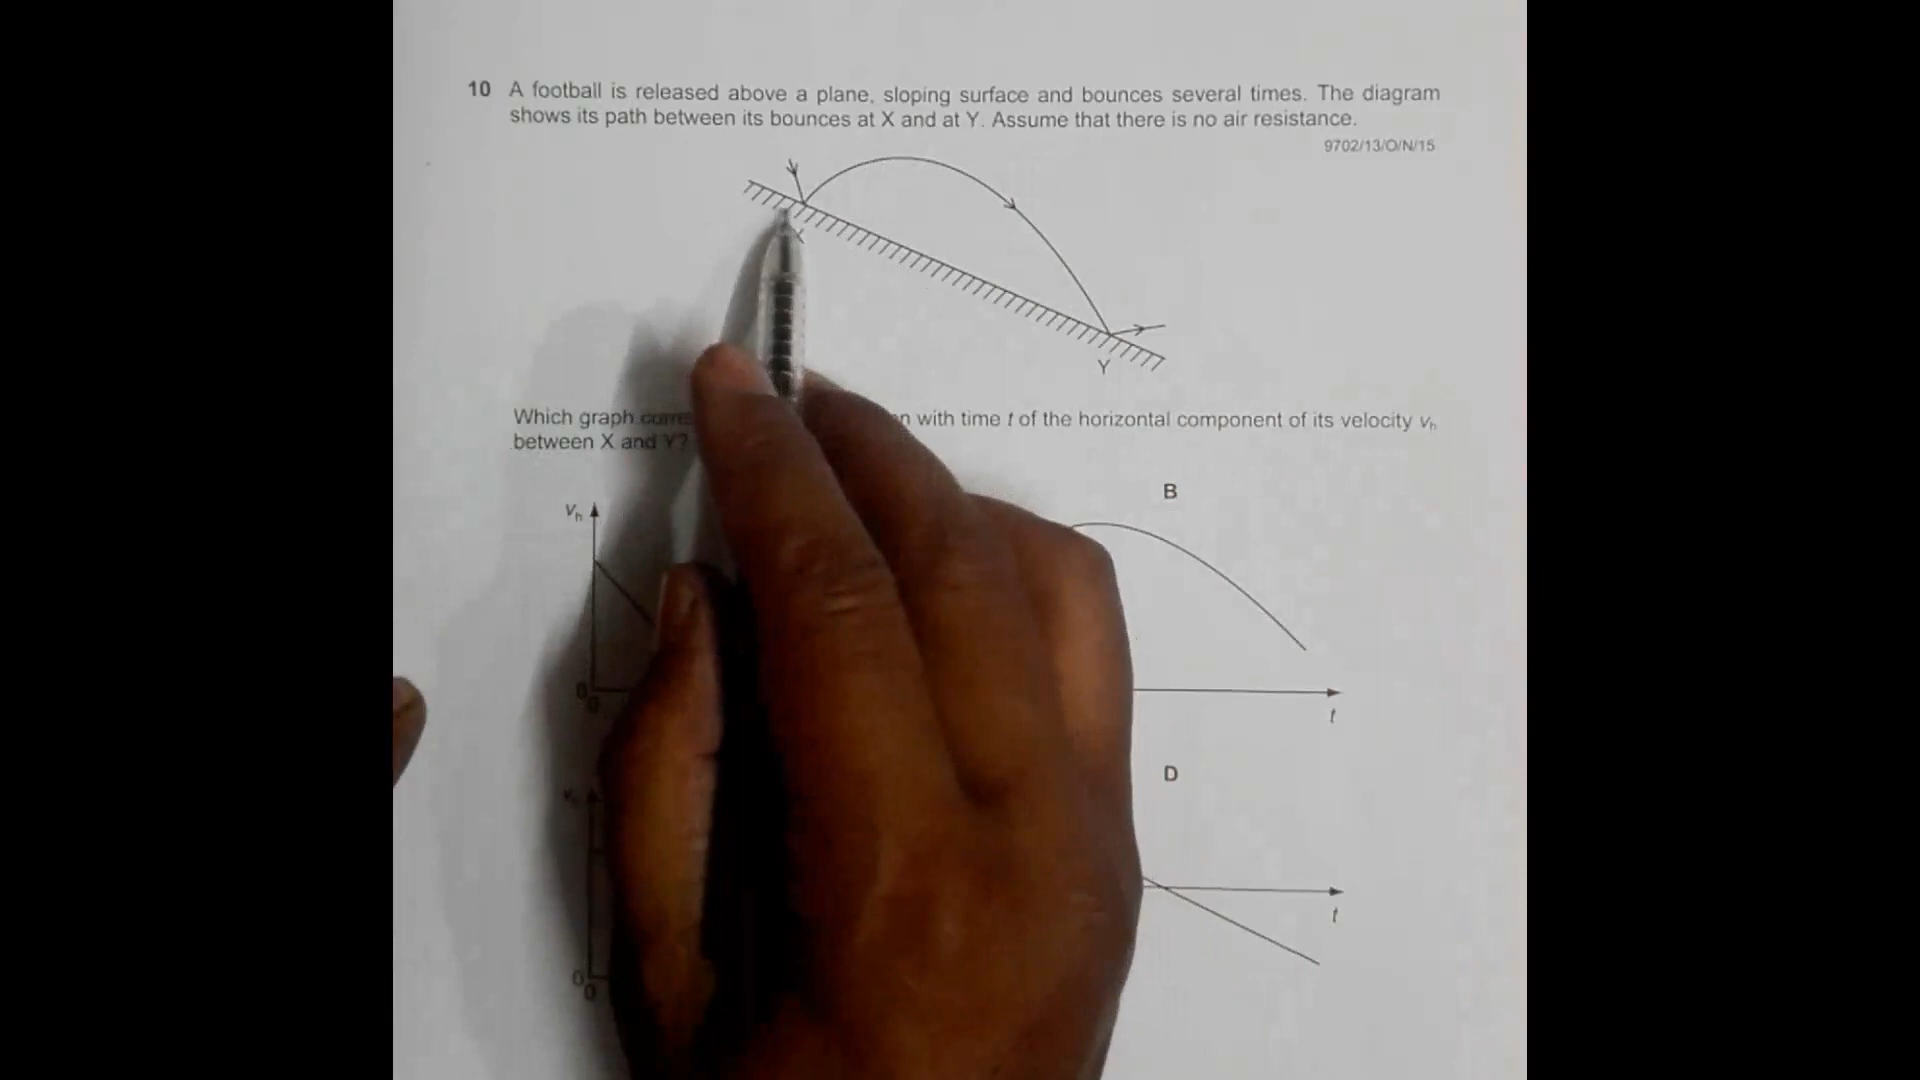 10 A football is released above a plane, sloping surface and bounces several times. The diagram
shows its path between its bounces at X and at Y. Assume that there is no air resistance.
9702/13/O/N/15
X
Y
Which graph with time t of the horizontal component of its velocity vh
between X and Y?
B
vh
0
0
t
D
0
0
t